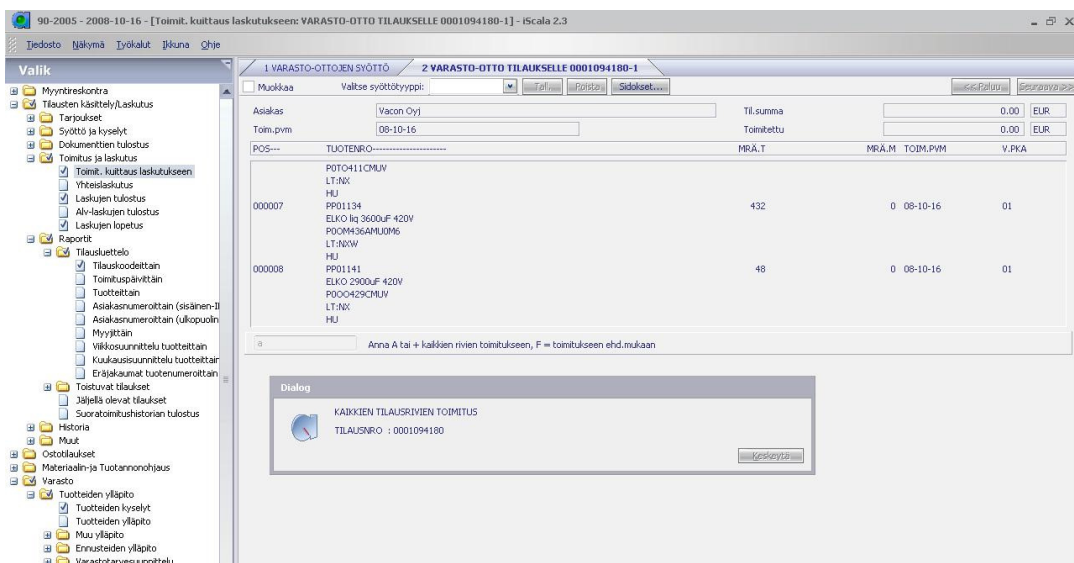 90-2005 - 2008-10-16 - [Toimit. kuittaus laskutukseen: VARASTO-OTTO TILAUKSELLE 0001094180-1] - iScala 2.3
Tiedosto Näkymä Työkalut Ikkuna Ohje
Valik
1 VARASTO-OTTOJEN SYÖTTÖ 2 VARASTO-OTTO TILAUKSELLE 0001094180-1
Muokkaa Valitse syöttötyyppi: Tal. Poista Sidokset... <<Paluu Seuraava>>
Asiakas Vacon Oyj Til.summa 0.00 EUR
Toim.pvm 08-10-16 Toimitettu 0.00 EUR
POS--- TUOTENRO---------------------- MRÄ.T MRÄ.M TOIM.PVM V.PKA
P0TO411CMUV
LT:NX
HU
000007 PP01134 432 0 08-10-16 01
ELKO liq 3600uF 420V
P0OM436AMU0M6
LT:NXW
HU
000008 PP01141 48 0 08-10-16 01
ELKO 2900uF 420V
P0OO429CMUV
LT:NX
HU
a Anna A tai + kaikkien rivien toimitukseen, F = toimitukseen ehd.mukaan
Dialog
KAIKKIEN TILAUSRIVIEN TOIMITUS
TILAUSNRO : 0001094180
Keskeytä
Myyntireskontra
Tilausten käsittely/Laskutus
Tarjoukset
Syöttö ja kyselyt
Dokumenttien tulostus
Toimitus ja laskutus
Toimit. kuittaus laskutukseen
Yhteislaskutus
Laskujen tulostus
Alv-laskujen tulostus
Laskujen lopetus
Raportit
Tilausluettelo
Tilauskoodeittain
Toimituspäivittäin
Tuotteittain
Asiakasnumeroittain (sisäinen-II
Asiakasnumeroittain (ulkopuolin
Myyjittäin
Viikkosuunnittelu tuotteittain
Kuukausisuunnittelu tuotteittain
Eräjakaumat tuotenumeroittain
Toistuvat tilaukset
Jäljellä olevat tilaukset
Suoratoimitushistorian tulostus
Historia
Muut
Ostotilaukset
Materiaalin-ja Tuotannonohjaus
Varasto
Tuotteiden ylläpito
Tuotteiden kyselyt
Tuotteiden ylläpito
Muu ylläpito
Ennusteiden ylläpito
Varastotarvesuunnittelu